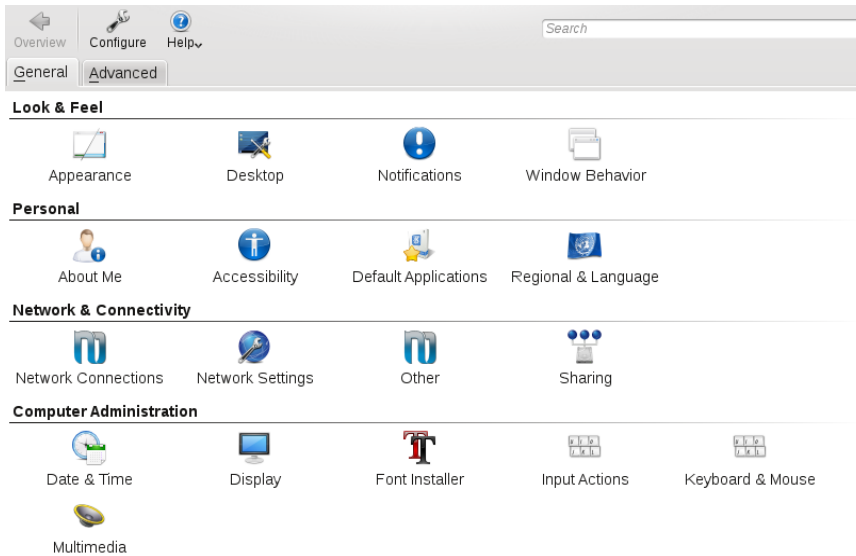 Overview Configure Help
Search
General Advanced
Look & Feel
Appearance Desktop Notifications Window Behavior
Personal
About Me Accessibility Default Applications Regional & Language
Network & Connectivity
Network Connections Network Settings Other Sharing
Computer Administration
Date & Time Display Font Installer Input Actions Keyboard & Mouse
Multimedia